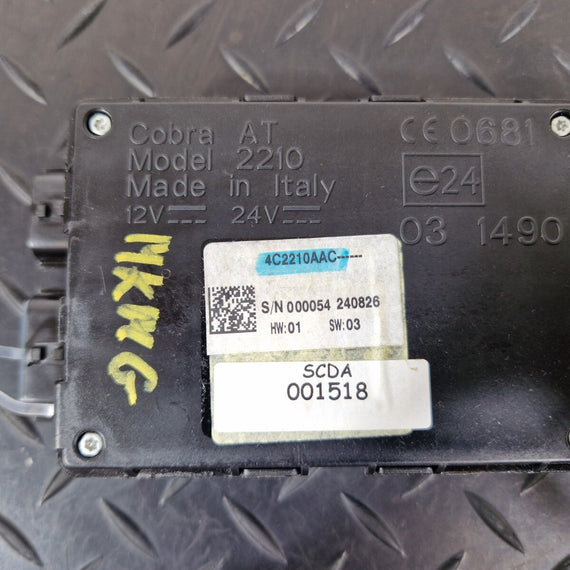 Cobra AT
Model 2210
Made in Italy
12V 24V
CE 0681
e24
03 1490
4C2210AAC------
S/N 000054 240826
HW:01 SW:03
SCDA
001518